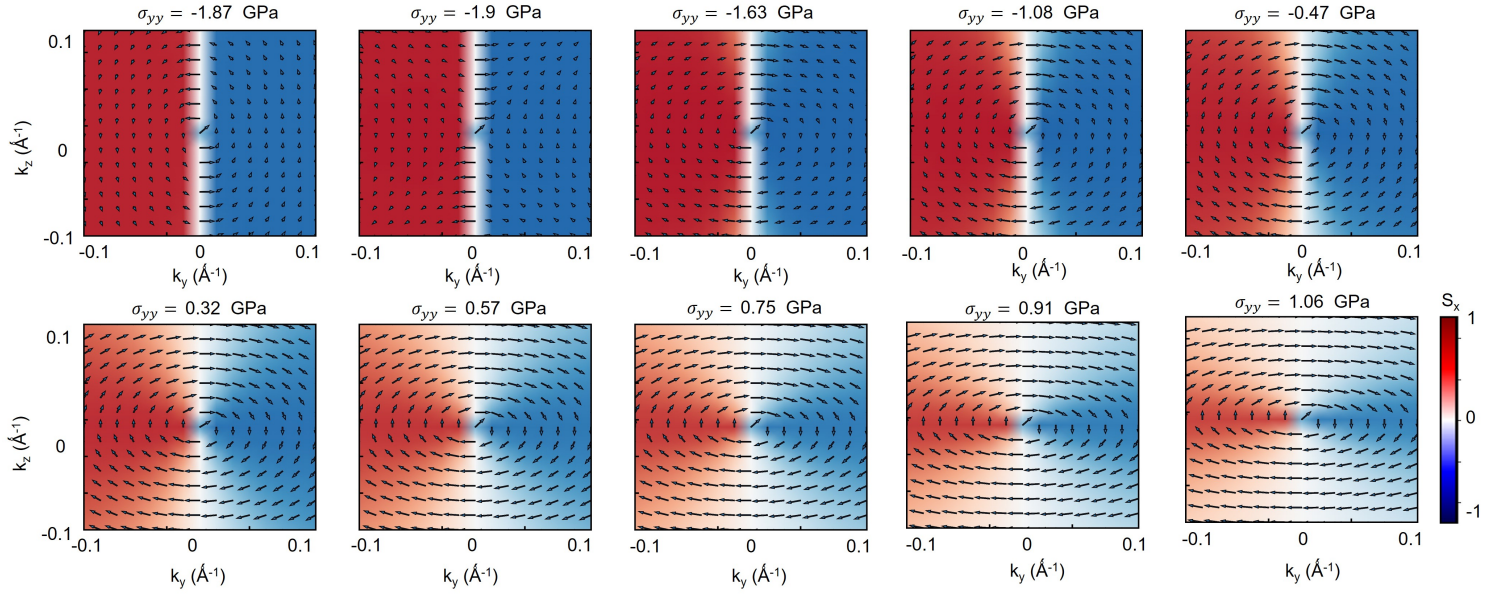 σyy = -1.87 GPa
σyy = -1.9 GPa
σyy = -1.63 GPa
σyy = -1.08 GPa
σyy = -0.47 GPa
0.1
0
-0.1
kz (Å-1)
-0.1 0 0.1
-0.1 0 0.1
-0.1 0 0.1
-0.1 0 0.1
-0.1 0 0.1
ky (Å-1)
ky (Å-1)
ky (Å-1)
ky (Å-1)
ky (Å-1)
σyy = 0.32 GPa
σyy = 0.57 GPa
σyy = 0.75 GPa
σyy = 0.91 GPa
σyy = 1.06 GPa
0.1
0
-0.1
kz (Å-1)
-0.1 0 0.1
-0.1 0 0.1
-0.1 0 0.1
-0.1 0 0.1
-0.1 0 0.1
ky (Å-1)
ky (Å-1)
ky (Å-1)
ky (Å-1)
ky (Å-1)
Sx
1
0
-1